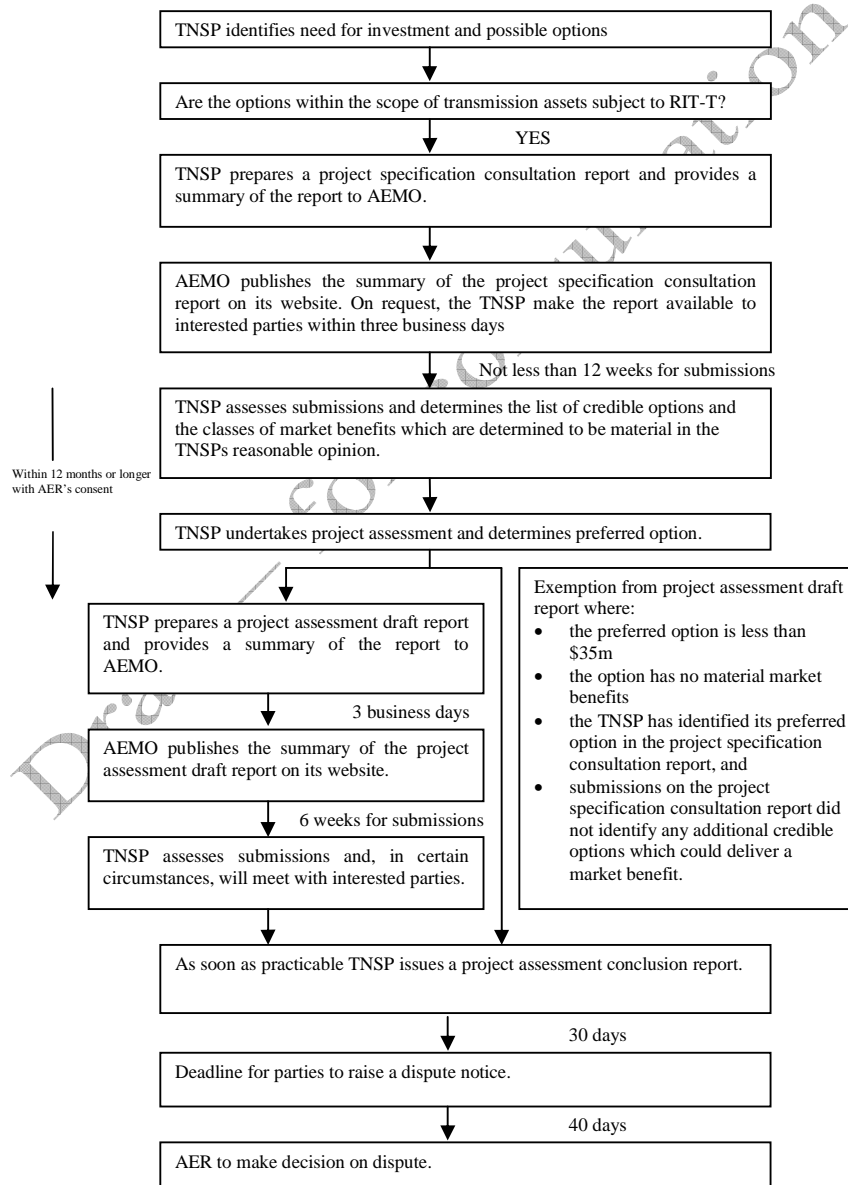 TNSP identifies need for investment and possible options
Are the options within the scope of transmission assets subject to RIT-T?
YES
TNSP prepares a project specification consultation report and provides a
summary of the report to AEMO.
AEMO publishes the summary of the project specification consultation
report on its website. On request, the TNSP make the report available to
interested parties within three business days
Not less than 12 weeks for submissions
TNSP assesses submissions and determines the list of credible options and
the classes of market benefits which are determined to be material in the
TNSPs reasonable opinion.
Within 12 months or longer
with AER's consent
TNSP undertakes project assessment and determines preferred option.
TNSP prepares a project assessment draft report
and provides a summary of the report to
AEMO.
3 business days
AEMO publishes the summary of the project
assessment draft report on its website.
6 weeks for submissions
TNSP assesses submissions and, in certain
circumstances, will meet with interested parties.
Exemption from project assessment draft
report where:
• the preferred option is less than
$35m
• the option has no material market
benefits
• the TNSP has identified its preferred
option in the project specification
consultation report, and
• submissions on the project
specification consultation report did
not identify any additional credible
options which could deliver a
market benefit.
As soon as practicable TNSP issues a project assessment conclusion report.
30 days
Deadline for parties to raise a dispute notice.
40 days
AER to make decision on dispute.